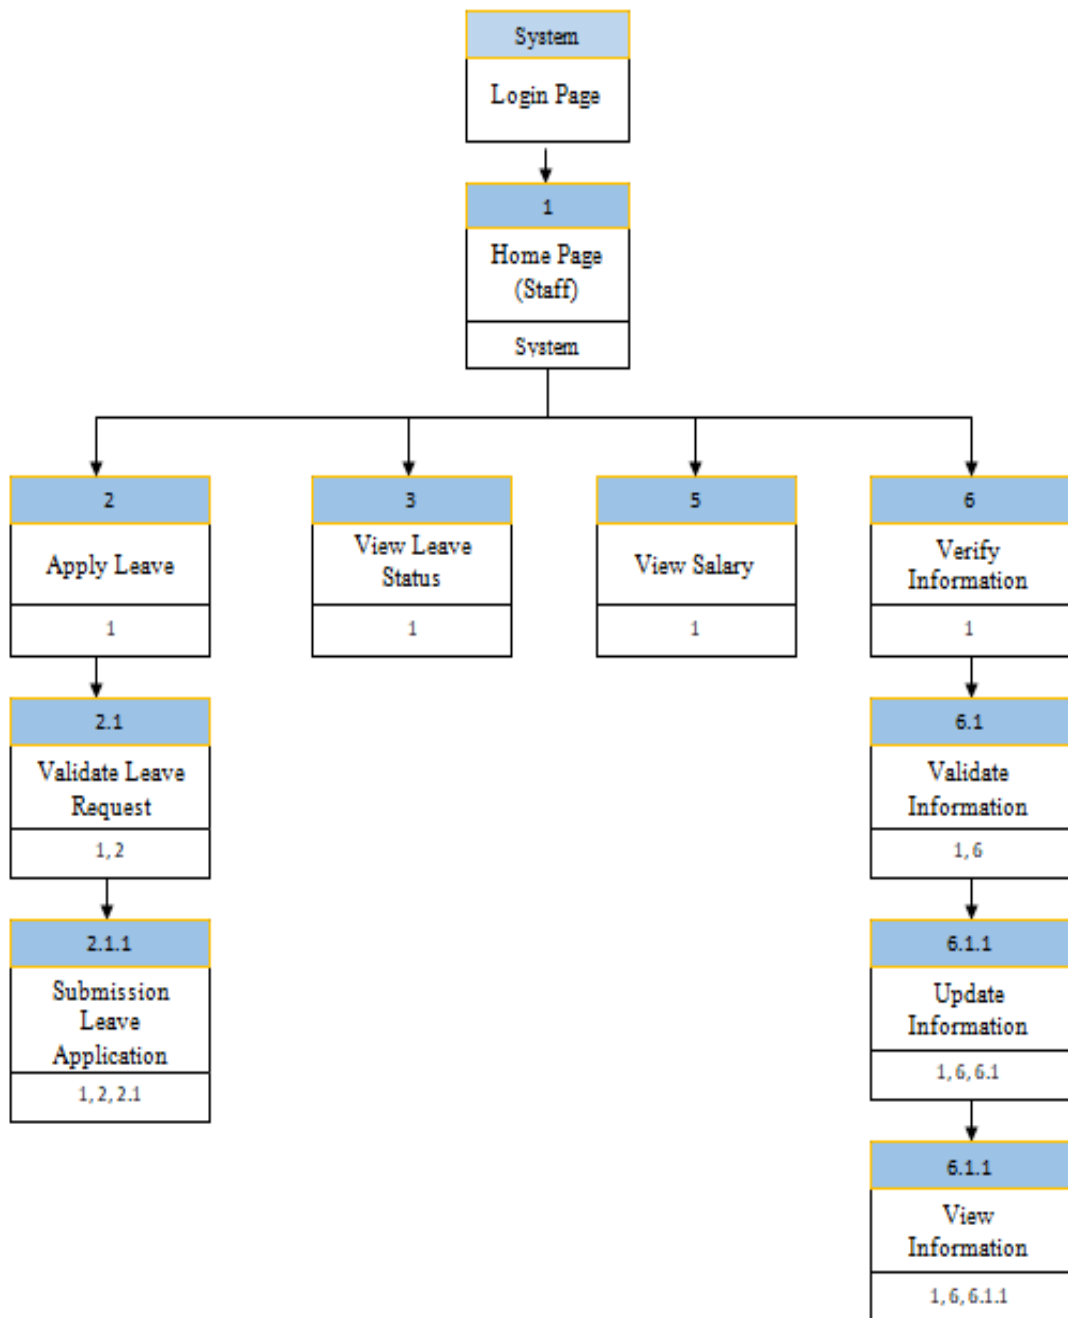 System
Login Page
1
Home Page
(Staff)
System
2
Apply Leave
1
3
View Leave
Status
1
5
View Salary
1
6
Verify
Information
1
2.1
Validate Leave
Request
1, 2
6.1
Validate
Information
1, 6
2.1.1
Submission
Leave
Application
1, 2, 2.1
6.1.1
Update
Information
1, 6, 6.1
6.1.1
View
Information
1, 6, 6.1.1